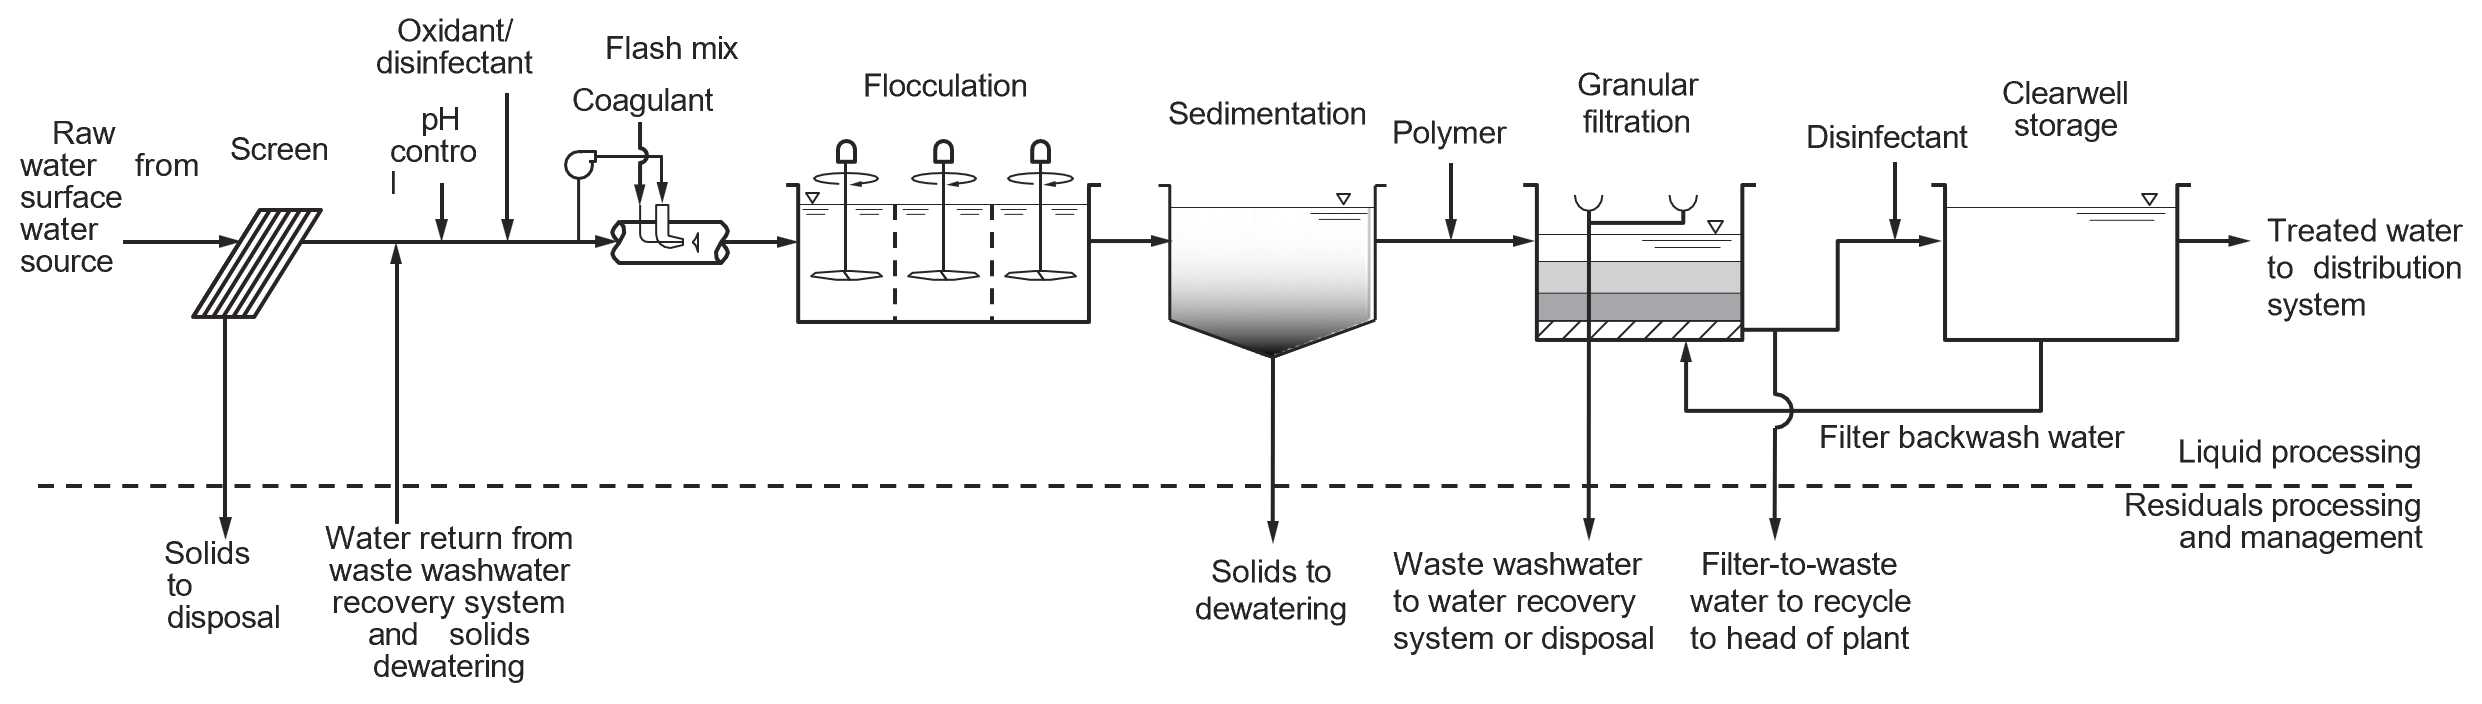 Raw
water from
surface
water
source
Screen
pH
contro
l
Oxidant/
disinfectant
Flash mix
Coagulant
Flocculation
Sedimentation
Polymer
Granular
filtration
Disinfectant
Clearwell
storage
Treated water
to distribution
system
Filter backwash water
Liquid processing
Residuals processing
and management
Solids
to
disposal
Water return from
waste washwater
recovery system
and solids
dewatering
Solids to
dewatering
Waste washwater
to water recovery
system or disposal
Filter-to-waste
water to recycle
to head of plant